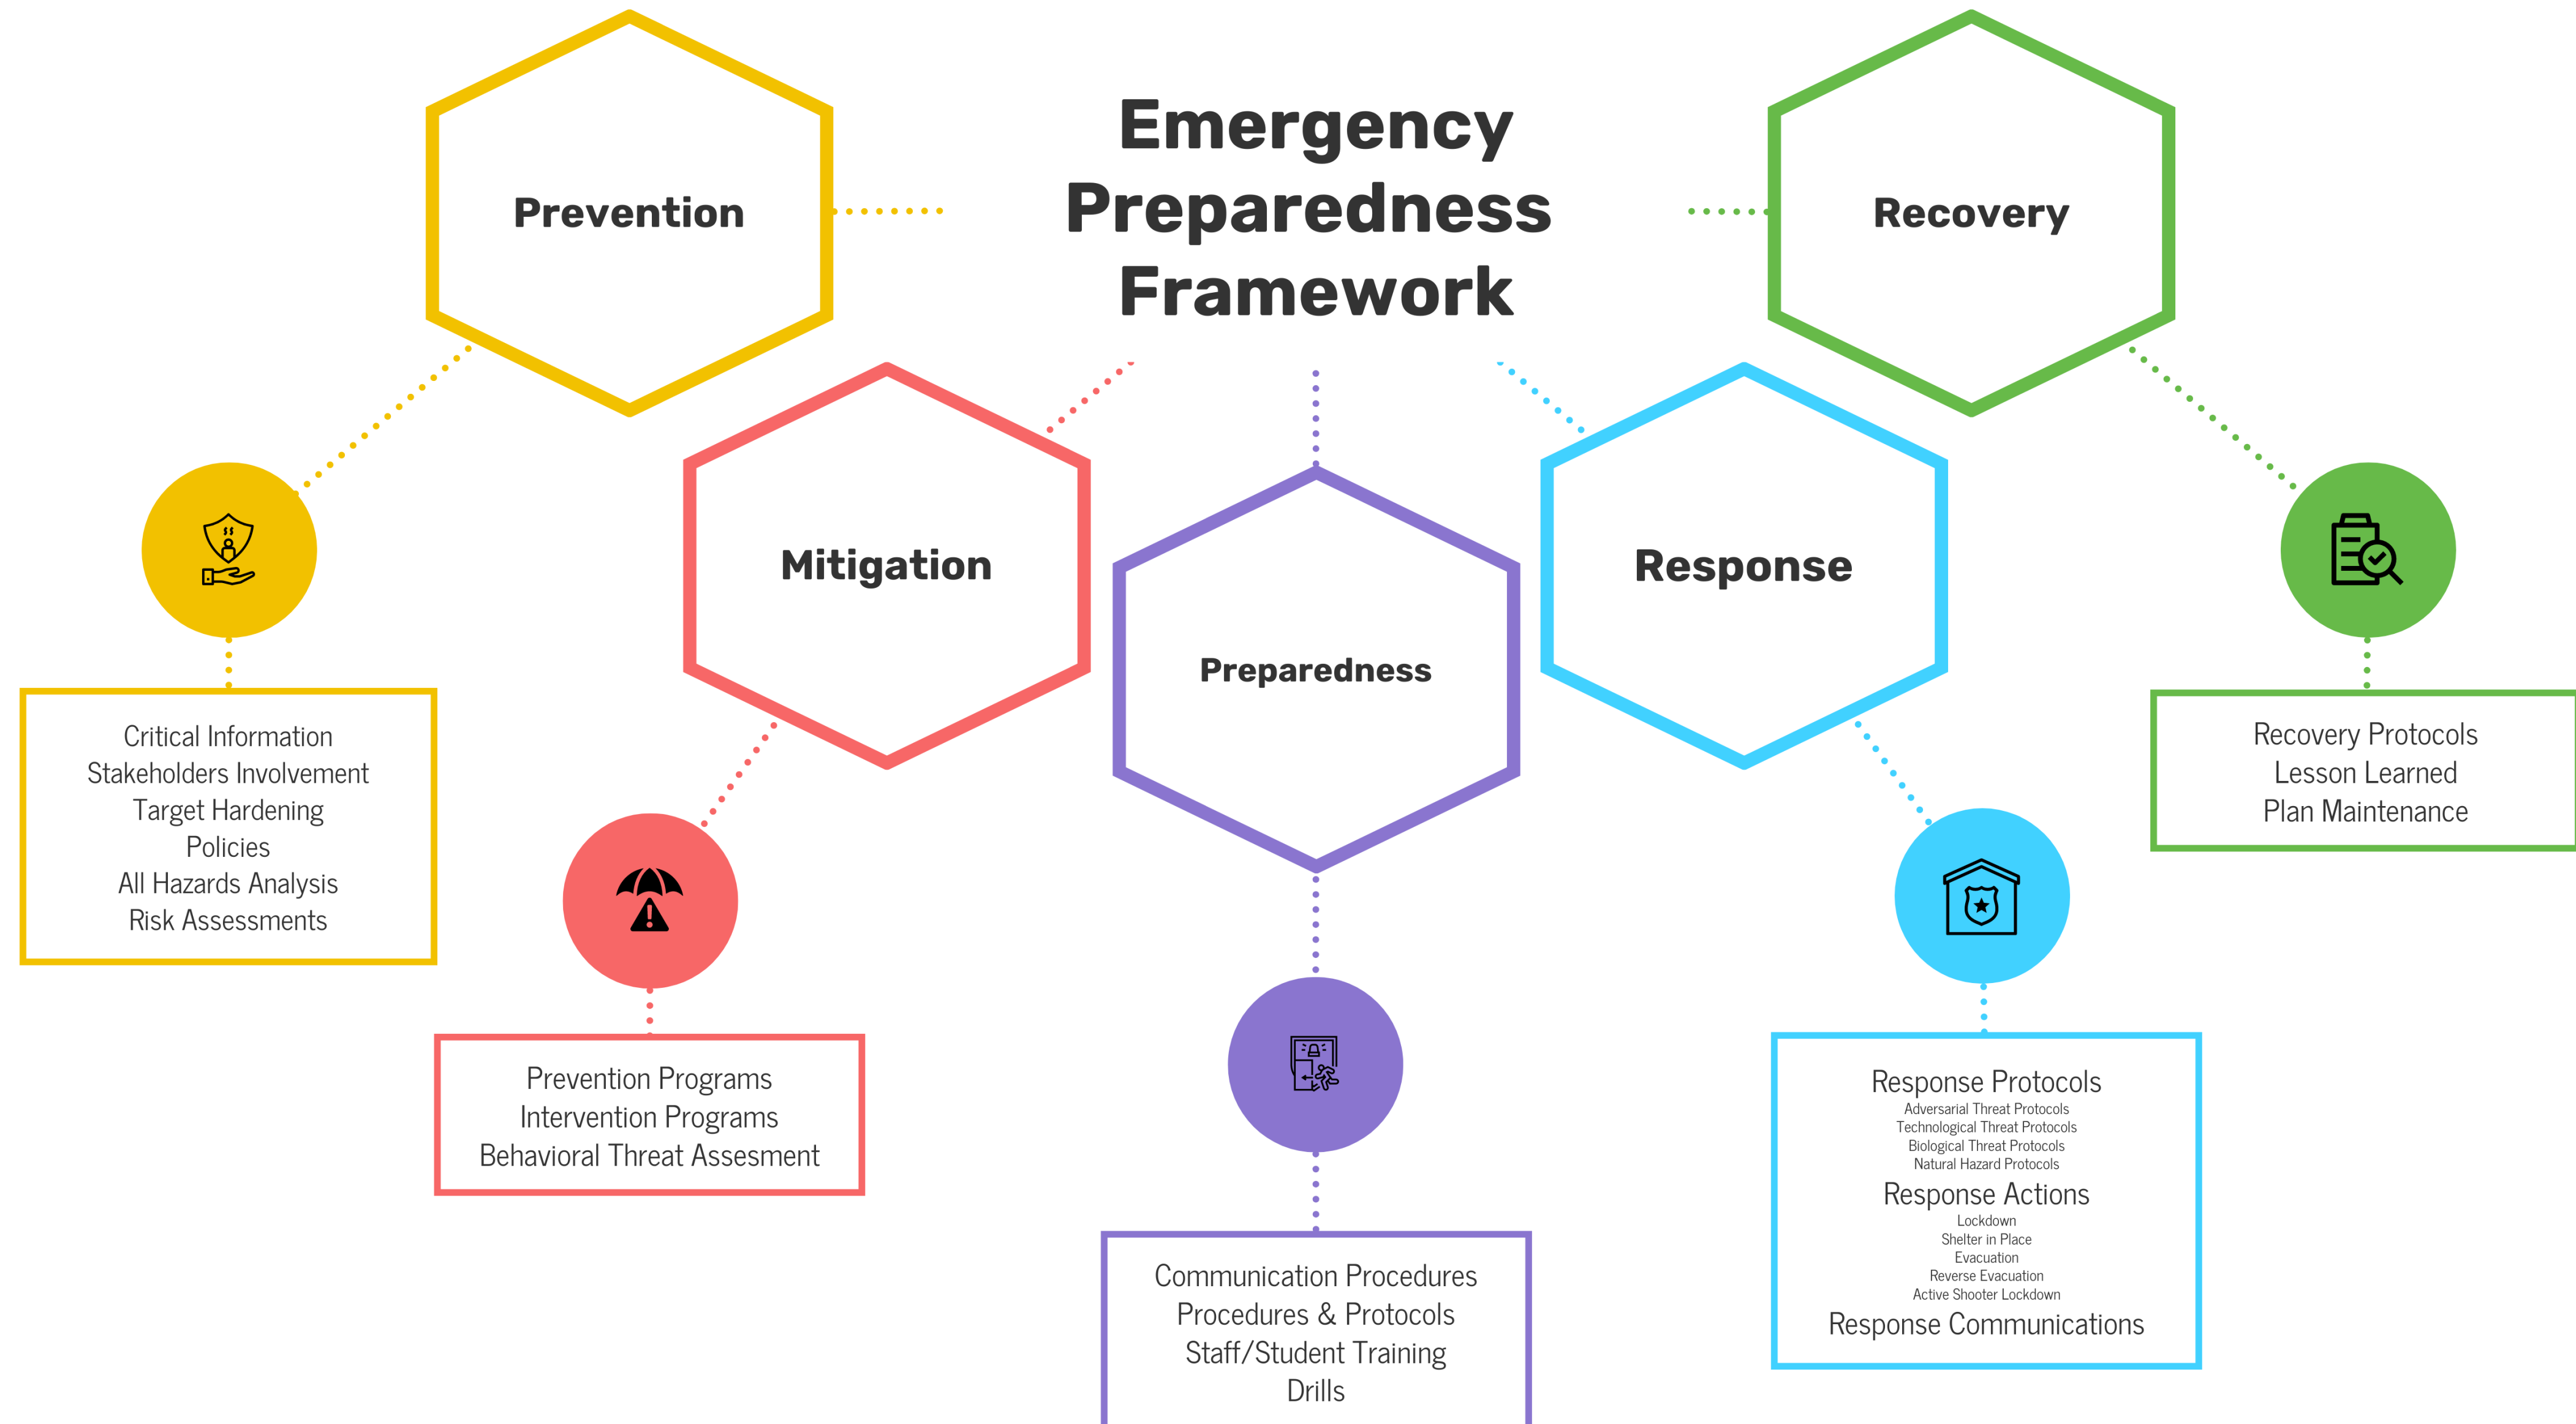 Emergency
Preparedness
Framework
Prevention
Critical Information
Stakeholders Involvement
Target Hardening
Policies
All Hazards Analysis
Risk Assessments
Mitigation
Prevention Programs
Intervention Programs
Behavioral Threat Assesment
Preparedness
Communication Procedures
Procedures & Protocols
Staff/Student Training
Drills
Response
Response Protocols
Adversarial Threat Protocols
Technological Threat Protocols
Biological Threat Protocols
Natural Hazard Protocols
Response Actions
Lockdown
Shelter in Place
Evacuation
Reverse Evacuation
Active Shooter Lockdown
Response Communications
Recovery
Recovery Protocols
Lesson Learned
Plan Maintenance